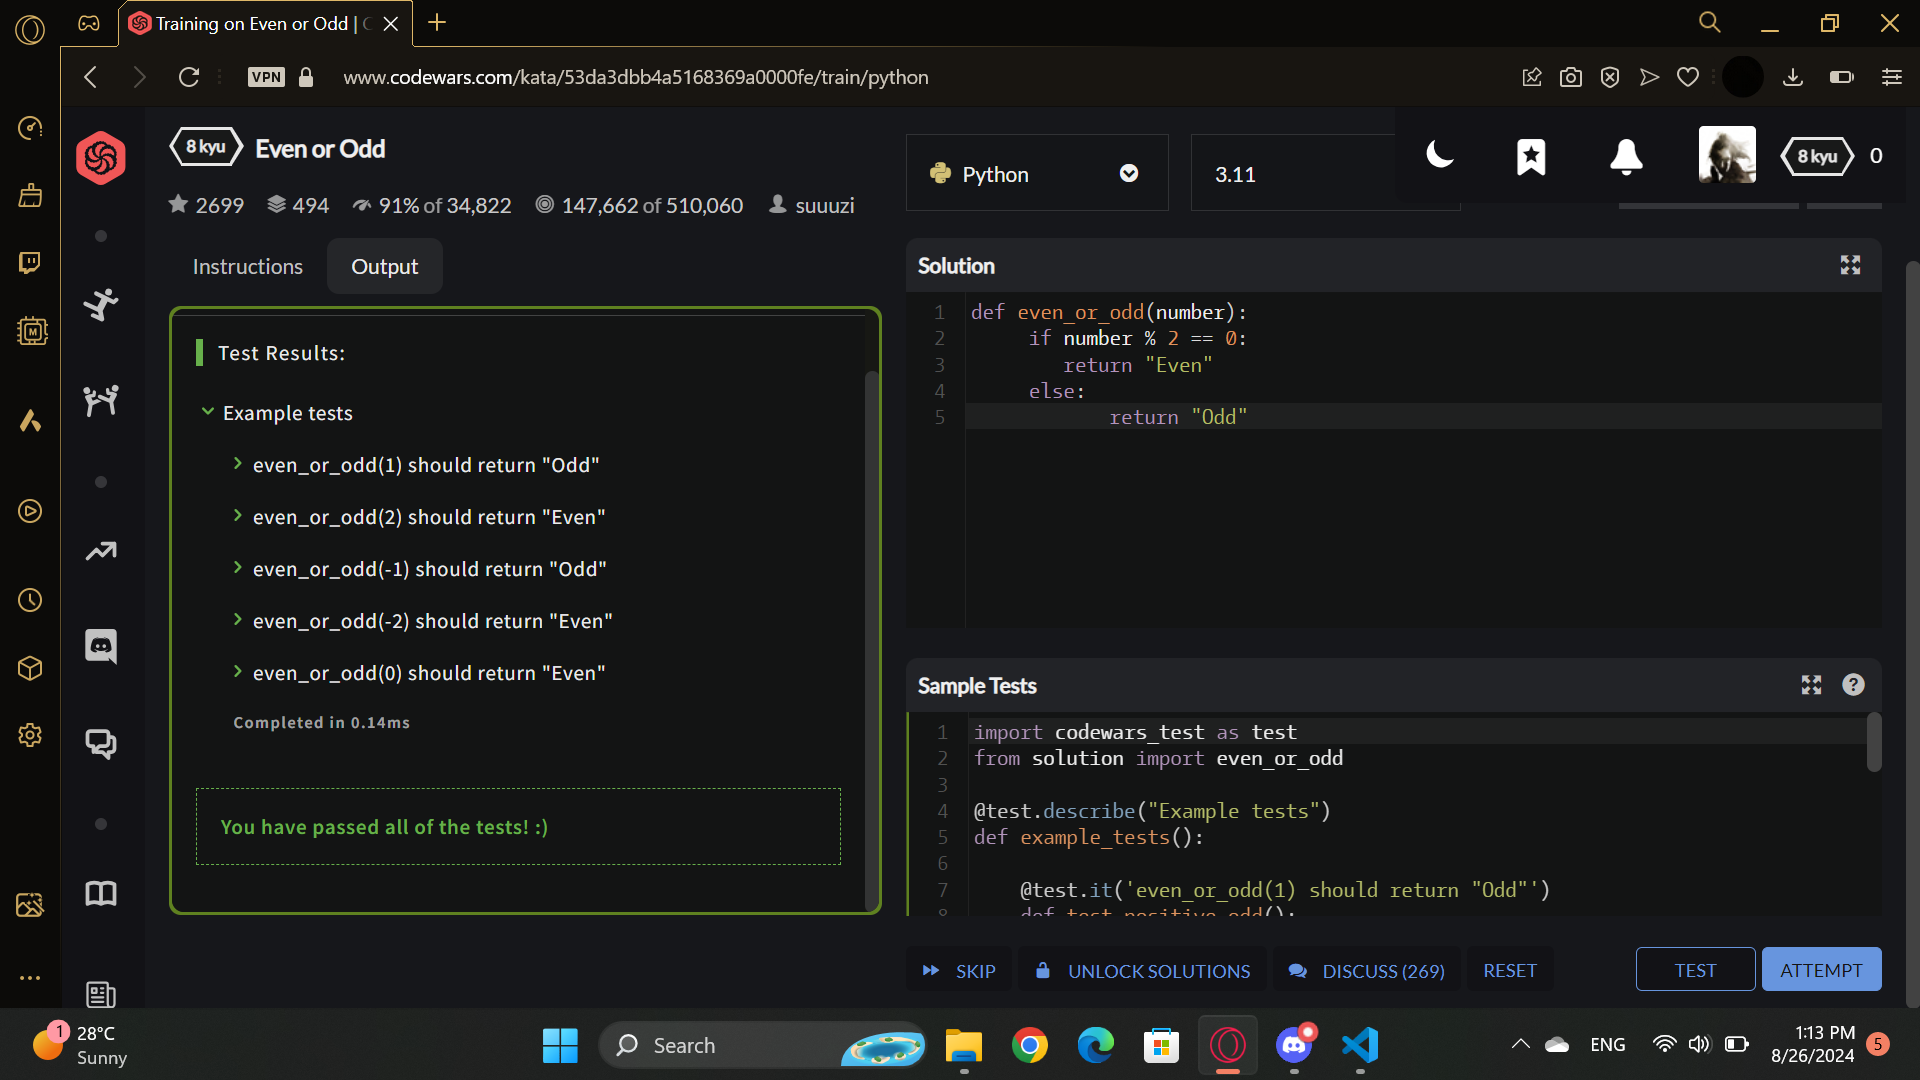 Training on Even or Odd | C
VPN
www.codewars.com/kata/53da3dbb4a5168369a0000fe/train/python
8 kyu
Even or Odd
2699
494
91% of 34,822
147,662 of 510,060
suuuzi
Python
3.11
8 kyu
0
Instructions
Output
Test Results:
Example tests
even_or_odd(1) should return "Odd"
even_or_odd(2) should return "Even"
even_or_odd(-1) should return "Odd"
even_or_odd(-2) should return "Even"
even_or_odd(0) should return "Even"
Completed in 0.14ms
You have passed all of the tests! :)
Solution
1 def even_or_odd(number):
2 if number % 2 == 0:
3 return "Even"
4 else:
5 return "Odd"
Sample Tests
?
1 import codewars_test as test
2 from solution import even_or_odd
3
4 @test.describe("Example tests")
5 def example_tests():
6
7 @test.it('even_or_odd(1) should return "Odd"')
8 def test_positive_odd():
SKIP
UNLOCK SOLUTIONS
DISCUSS (269)
RESET
TEST
ATTEMPT
M
1
28°C
Sunny
Search
ENG
1:13 PM
8/26/2024
5